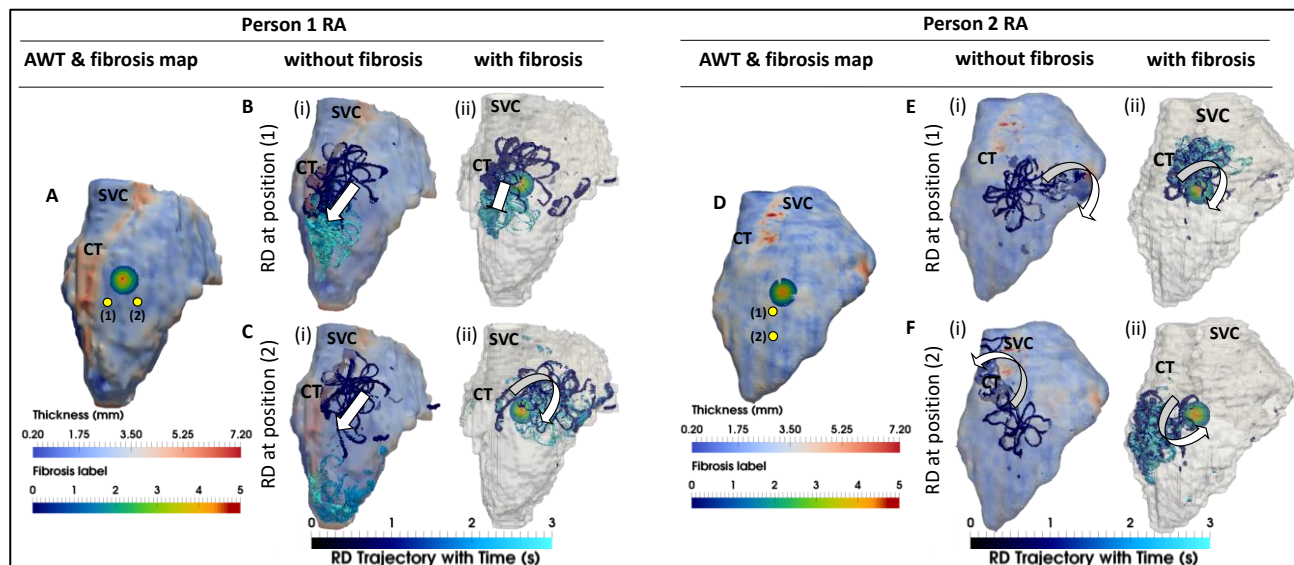 Person 1 RA
AWT & fibrosis map
without fibrosis
with fibrosis
A
SVC
CT
(1)
(2)
Thickness (mm)
0.20 1.75 3.50 5.25 7.20
Fibrosis label
0 1 2 3 4 5
RD at position (1)
B
(i)
SVC
CT
(ii)
SVC
CT
RD at position (2)
C
(i)
SVC
CT
(ii)
SVC
CT
0 1 2 3
RD Trajectory with Time (s)
Person 2 RA
AWT & fibrosis map
without fibrosis
with fibrosis
D
SVC
CT
(1)
(2)
Thickness (mm)
0.20 1.75 3.50 5.25 7.20
Fibrosis label
0 1 2 3 4 5
RD at position (1)
E
(i)
SVC
CT
(ii)
SVC
CT
RD at position (2)
F
(i)
SVC
CT
(ii)
SVC
CT
0 1 2 3
RD Trajectory with Time (s)